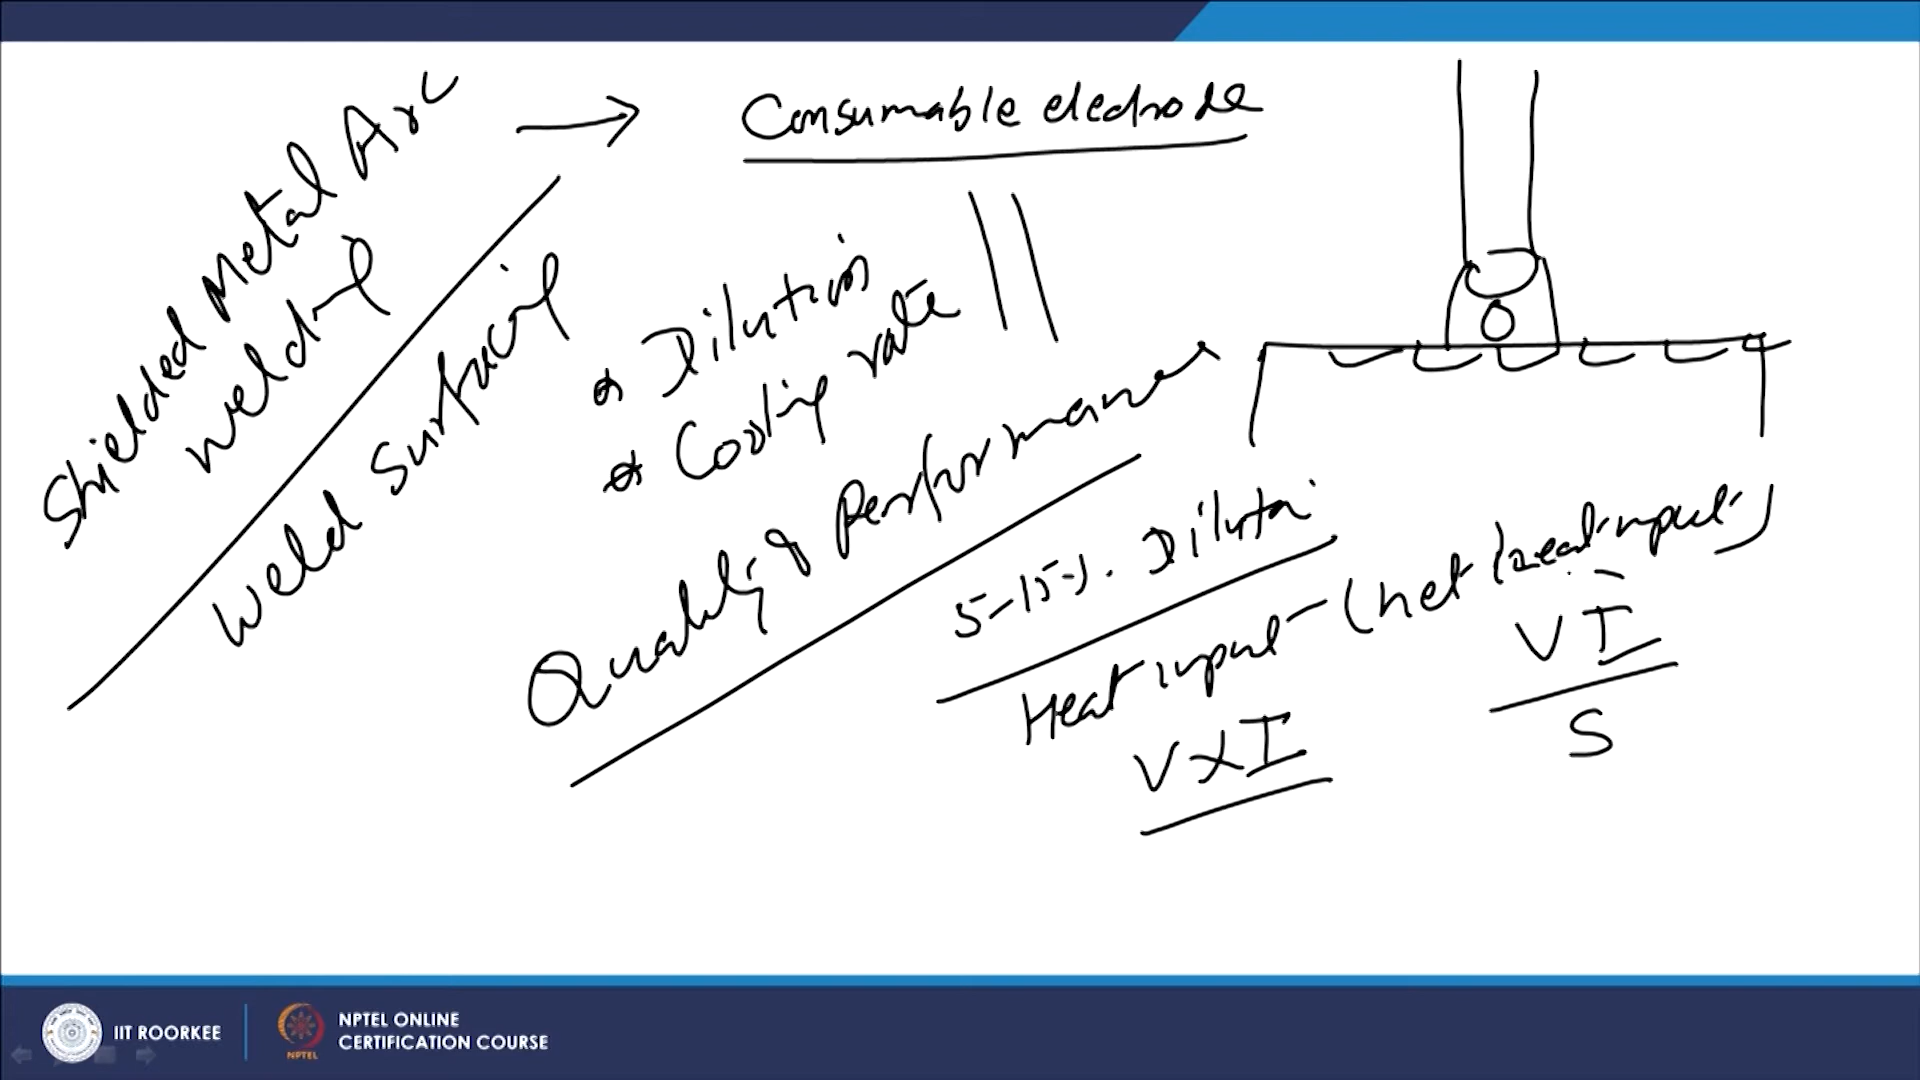 Shielded Metal Arc
Welding
Consumable electrode
Weld Surfacing
* Dilution
* Cooling rate
Quality & Performance
5-15%. Dilution
Heat input - (net heat input)
V×I
VI
S
IIT ROORKEE
NPTEL
NPTEL ONLINE
CERTIFICATION COURSE